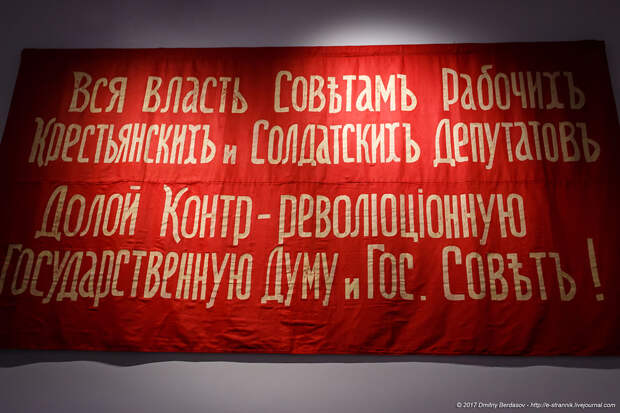 Вся власть Совѣтамъ Рабочихъ
Крестьянскихъ и Солдатскихъ Депутатовъ
Долой Контр-революціонную
Государственную Думу и Гос. Совѣтъ!
© 2017 Dmitriy Berdasov - http://e-strannik.livejournal.com